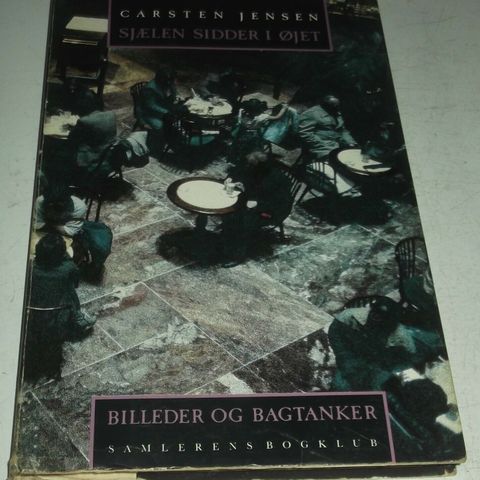 CARSTEN JENSEN
SJÆLEN SIDDER I ØJET
BILLEDER OG BAGTANKER
SAMLERENS BOGKLUB